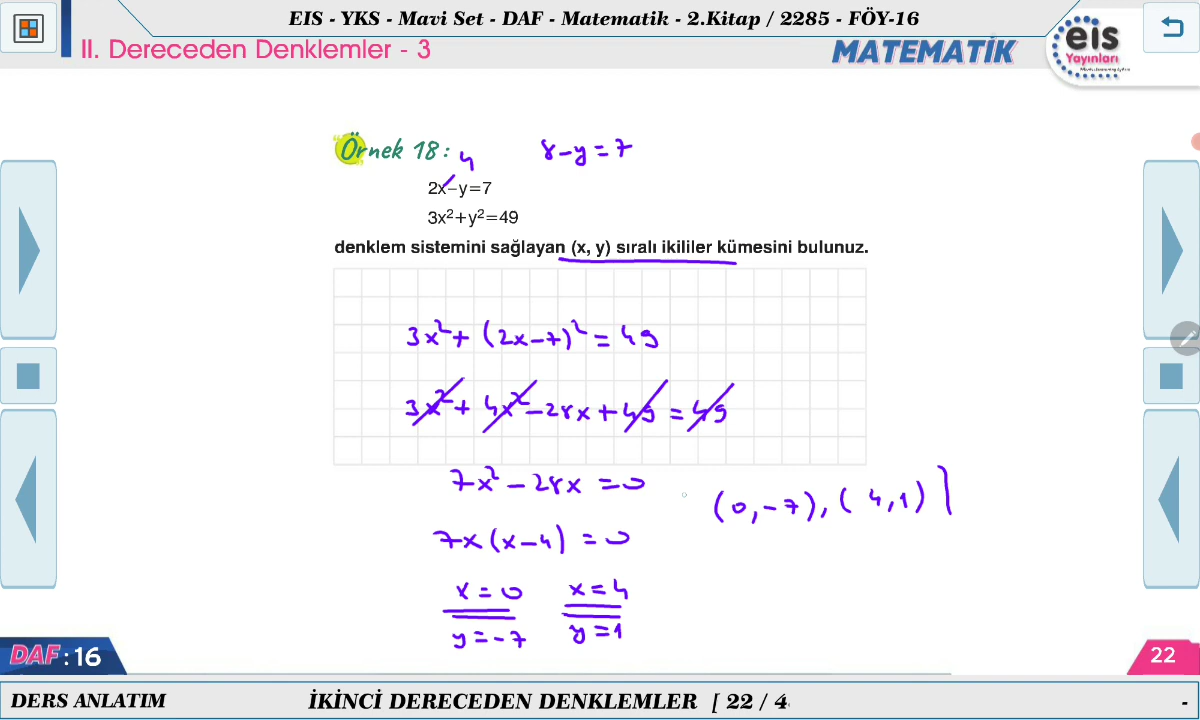 EIS - YKS - Mavi Set - DAF - Matematik - 2.Kitap / 2285 - FÖY-16
II. Dereceden Denklemler - 3
MATEMATİK
eis
Yayınları
Örnek 18 :
4
8-y=7
2x-y=7
3x²+y²=49
denklem sistemini sağlayan (x, y) sıralı ikililer kümesini bulunuz.
3x²+(2x-7)²=49
3x²+4x²-28x+49=49
7x²-28x=0
(0,-7),(4,1)}
7x(x-4)=0
x=0 x=4
y=-7 y=1
DAF : 16
22
DERS ANLATIM
İKİNCİ DERECEDEN DENKLEMLER [ 22 / 4
-